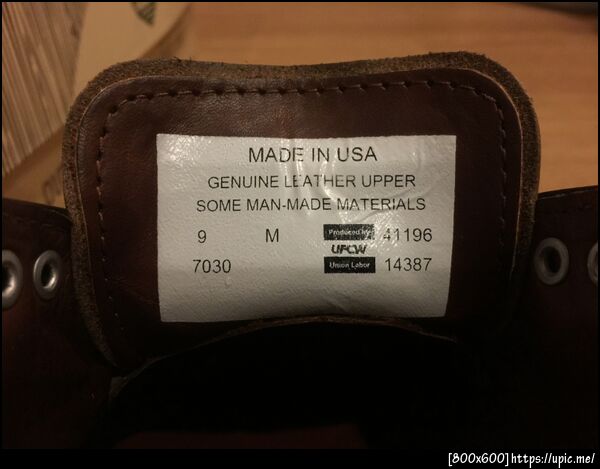 MADE IN USA
GENUINE LEATHER UPPER
SOME MAN-MADE MATERIALS
9 M Produced by 41196
UFCW
7030 Union Labor 14387
[800x600]https://upic.me/